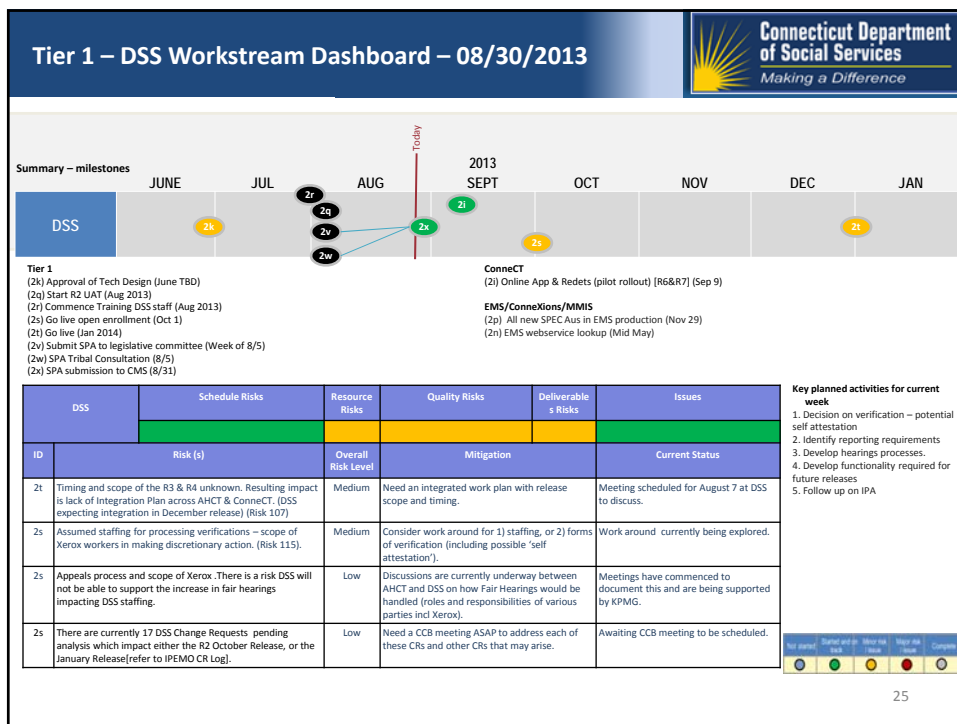 Tier 1 – DSS Workstream Dashboard – 08/30/2013
Connecticut Department
of Social Services
Making a Difference
Today
2013
Summary – milestones
JUNE JUL AUG SEPT OCT NOV DEC JAN
DSS
2r
2q
2i
2k
2v
2x
2s
2t
2w
Tier 1
(2k) Approval of Tech Design (June TBD)
(2q) Start R2 UAT (Aug 2013)
(2r) Commence Training DSS staff (Aug 2013)
(2s) Go live open enrollment (Oct 1)
(2t) Go live (Jan 2014)
(2v) Submit SPA to legislative committee (Week of 8/5)
(2w) SPA Tribal Consultation (8/5)
(2x) SPA submission to CMS (8/31)
ConneCT
(2i) Online App & Redets (pilot rollout) [R6&R7] (Sep 9)
EMS/ConneXions/MMIS
(2p) All new SPEC Aus in EMS production (Nov 29)
(2n) EMS webservice lookup (Mid May)
DSS
Schedule Risks
Resource
Risks
Quality Risks
Deliverable
s Risks
Issues
ID
Risk (s)
Overall
Risk Level
Mitigation
Current Status
2t
Timing and scope of the R3 & R4 unknown. Resulting impact
is lack of Integration Plan across AHCT & ConneCT. (DSS
expecting integration in December release) (Risk 107)
Medium
Need an integrated work plan with release
scope and timing.
Meeting scheduled for August 7 at DSS
to discuss.
2s
Assumed staffing for processing verifications – scope of
Xerox workers in making discretionary action. (Risk 115).
Medium
Consider work around for 1) staffing, or 2) forms
of verification (including possible ‘self
attestation’).
Work around currently being explored.
2s
Appeals process and scope of Xerox .There is a risk DSS will
not be able to support the increase in fair hearings
impacting DSS staffing.
Low
Discussions are currently underway between
AHCT and DSS on how Fair Hearings would be
handled (roles and responsibilities of various
parties incl Xerox).
Meetings have commenced to
document this and are being supported
by KPMG.
2s
There are currently 17 DSS Change Requests pending
analysis which impact either the R2 October Release, or the
January Release[refer to IPEMO CR Log].
Low
Need a CCB meeting ASAP to address each of
these CRs and other CRs that may arise.
Awaiting CCB meeting to be scheduled.
Key planned activities for current
week
1. Decision on verification – potential
self attestation
2. Identify reporting requirements
3. Develop hearings processes.
4. Develop functionality required for
future releases
5. Follow up on IPA
Not started
Started and on
track
Minor risk
/ issue
Major risk
/ issue
Complete
25